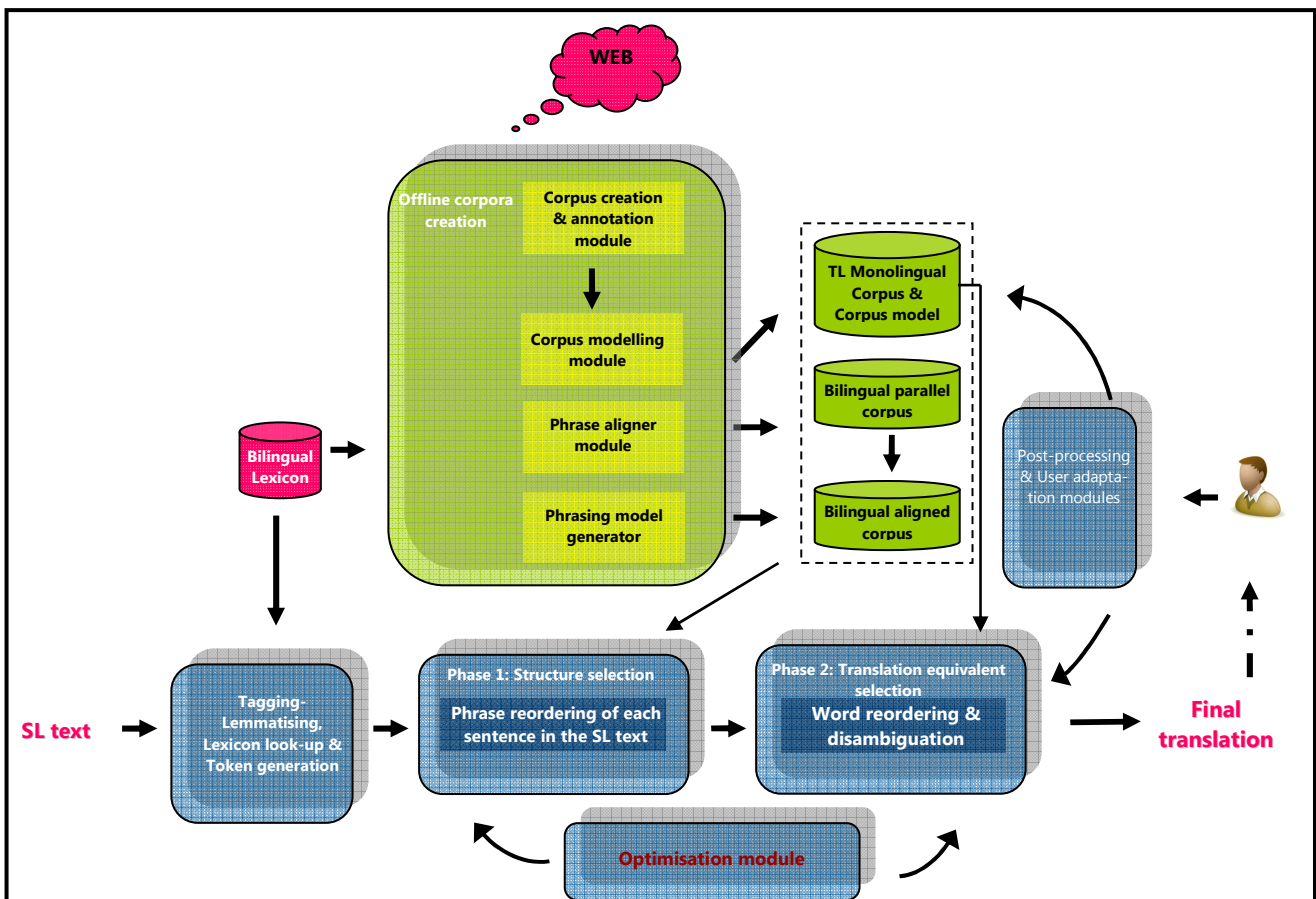 WEB
Offline corpora
creation
Corpus creation
& annotation
module
Corpus modelling
module
Phrase aligner
module
Phrasing model
generator
TL Monolingual
Corpus &
Corpus model
Bilingual parallel
corpus
Bilingual aligned
corpus
Post-processing
& User adapta-
tion modules
Bilingual
Lexicon
SL text
Tagging-
Lemmatising,
Lexicon look-up &
Token generation
Phase 1: Structure selection
Phrase reordering of each
sentence in the SL text
Phase 2: Translation equivalent
selection
Word reordering &
disambiguation
Final
translation
Optimisation module